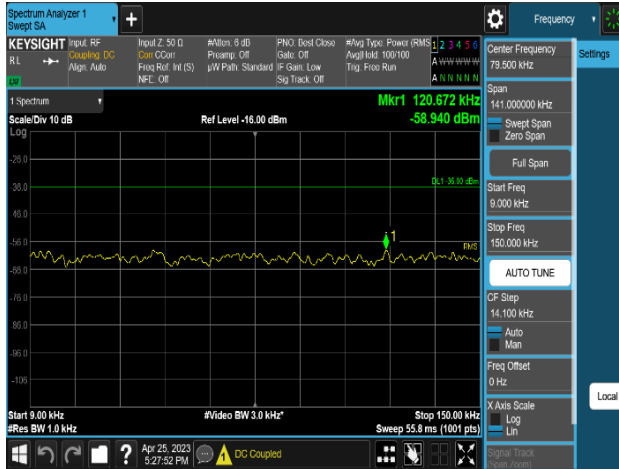 Spectrum Analyzer 1
Swept SA
Frequency
KEYSIGHT
R L
Input: RF
Coupling: DC
Align: Auto
Input Z: 50 Ω
Corr CCorr
Freq Ref: Int (S)
NFE: Off
#Atten: 6 dB
Preamp: Off
µW Path: Standard
PNO: Best Close
Gate: Off
IF Gain: Low
Sig Track: Off
#Avg Type: Power (RMS
Avg|Hold: 100/100
Trig: Free Run
1 2 3 4 5 6
A W W W W W
A N N N N N
1 Spectrum
Scale/Div 10 dB
Log
Ref Level -16.00 dBm
Mkr1 120.672 kHz
-58.940 dBm
-26.0
-36.0
-46.0
-56.0
-66.0
-76.0
-86.0
-96.0
-106
DL1 -36.00 dBm
1
RMS
Start 9.00 kHz
#Res BW 1.0 kHz
#Video BW 3.0 kHz*
Stop 150.00 kHz
Sweep 55.8 ms (1001 pts)
Apr 25, 2023
5:27:52 PM
DC Coupled
Center Frequency
79.500 kHz
Settings
Span
141.000000 kHz
Swept Span
Zero Span
Full Span
Start Freq
9.000 kHz
Stop Freq
150.000 kHz
AUTO TUNE
CF Step
14.100 kHz
Auto
Man
Freq Offset
0 Hz
Local
X Axis Scale
Log
Lin
Signal Track